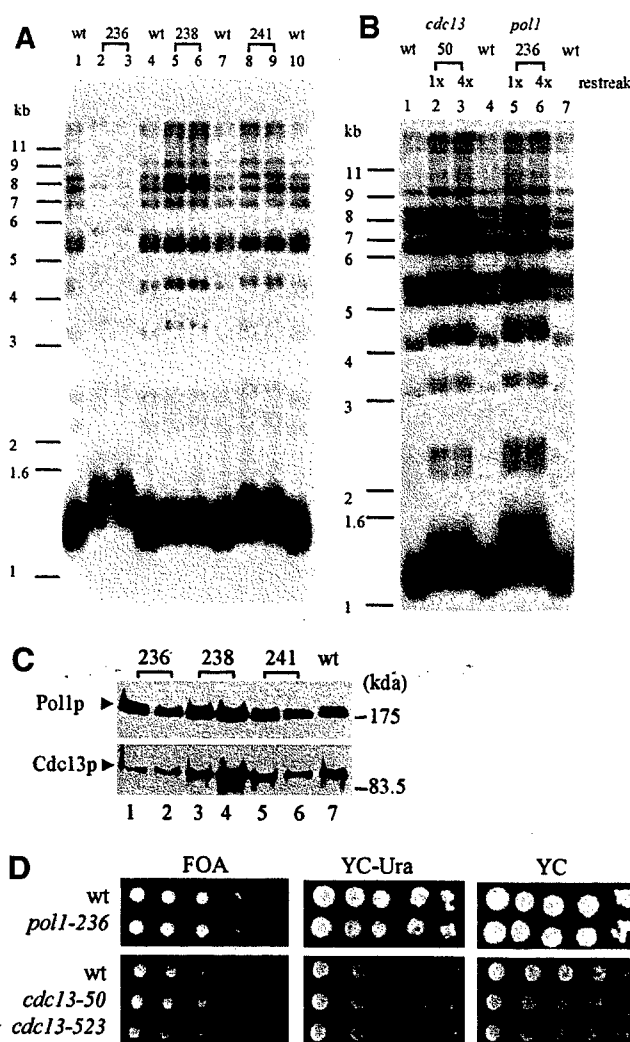 A
wt 236 wt 238 wt 241 wt
1 2 3 4 5 6 7 8 9 10
kb
11
9
8
7
6
5
4
3
2
1.6
1
B
cdc13 pol1
wt 50 wt 236 wt
1x 4x 1x 4x restreak
1 2 3 4 5 6 7
kb
11
9
8
7
6
5
4
3
2
1.6
1
C
236 238 241 wt
(kda)
Pol1p
-175
Cdc13p
-83.5
1 2 3 4 5 6 7
D
FOA YC-Ura YC
wt
pol1-236
wt
cdc13-50
cdc13-523